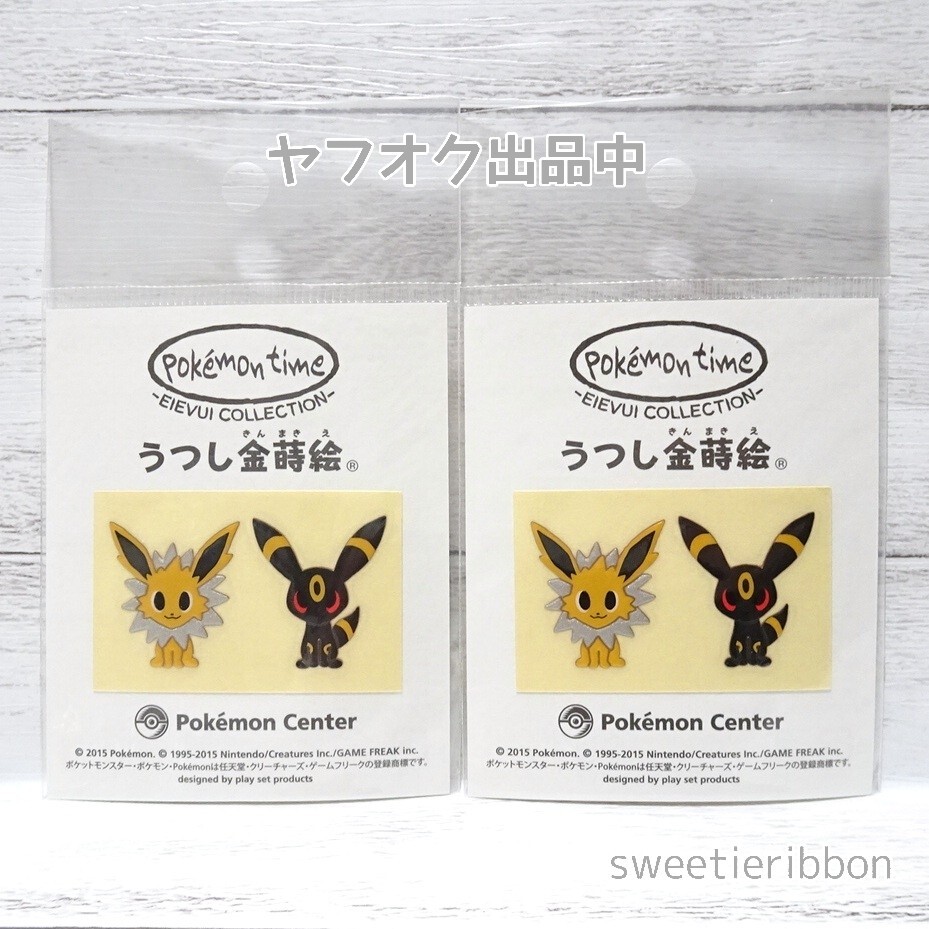 ヤフオク出品中
pokémon time
-EIEVUI COLLECTION-
きん まき え
うつし金蒔絵®
Pokémon Center
© 2015 Pokémon. © 1995-2015 Nintendo/Creatures Inc./GAME FREAK inc.
ポケットモンスター・ポケモン・Pokémonは任天堂・クリーチャーズ・ゲームフリークの登録商標です。
designed by play set products
pokémon time
-EIEVUI COLLECTION-
きん まき え
うつし金蒔絵®
Pokémon Center
© 2015 Pokémon. © 1995-2015 Nintendo/Creatures Inc./GAME FREAK inc.
ポケットモンスター・ポケモン・Pokémonは任天堂・クリーチャーズ・ゲームフリークの登録商標です。
designed by play set products
sweetieribbon